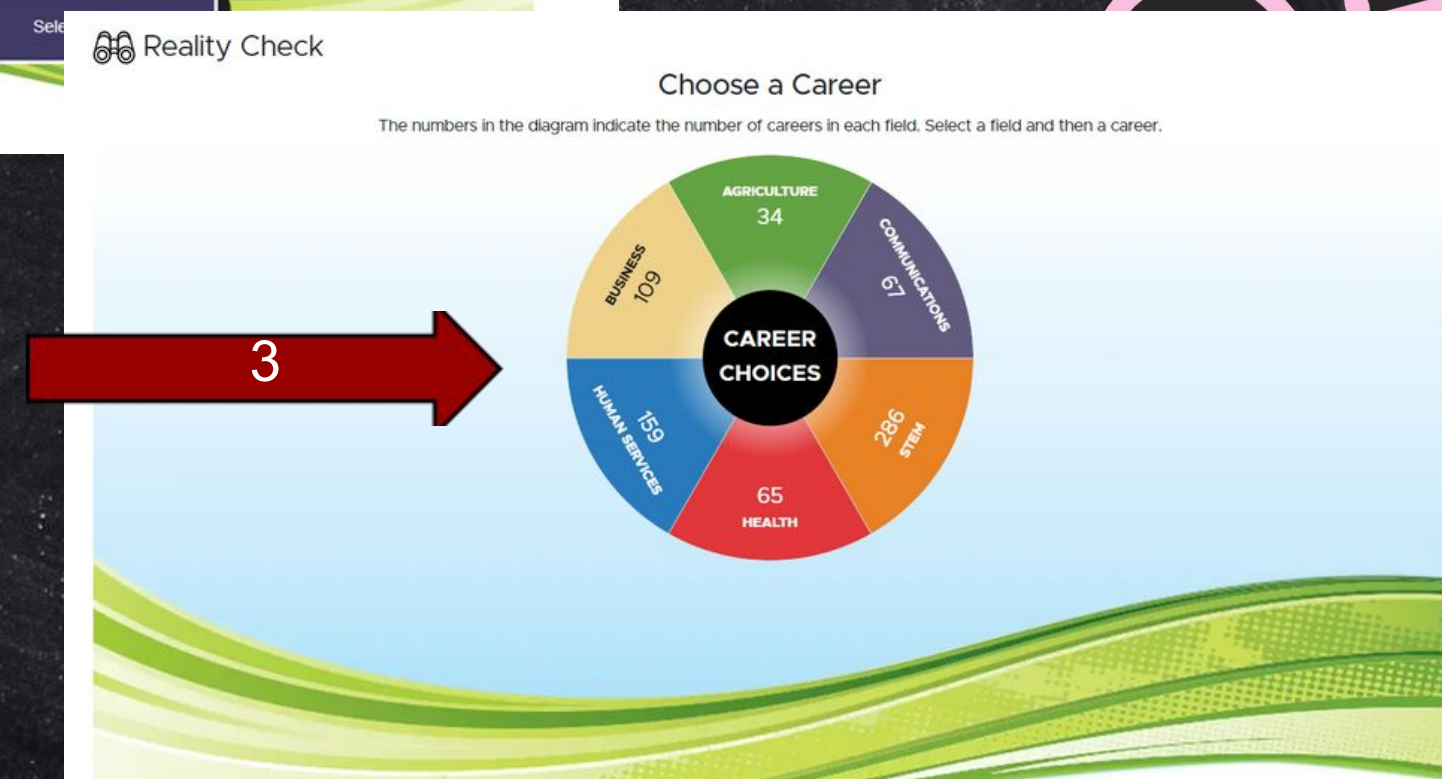 Reality Check
Choose a Career
The numbers in the diagram indicate the number of careers in each field. Select a field and then a career.
AGRICULTURE
34
COMMUNICATIONS
67
BUSINESS
109
CAREER
CHOICES
3
159
HUMAN SERVICES
286
STEM
65
HEALTH